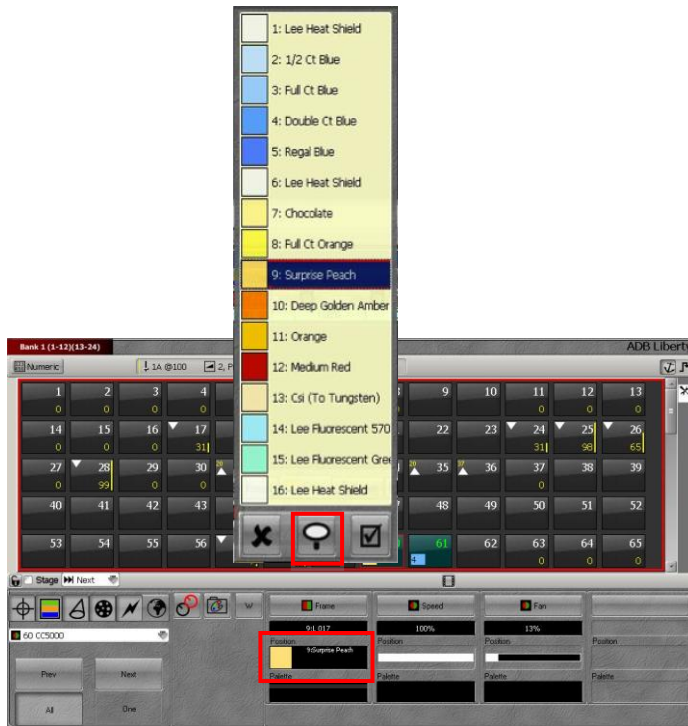 1: Lee Heat Shield
2: 1/2 Ct Blue
3: Full Ct Blue
4: Double Ct Blue
5: Regal Blue
6: Lee Heat Shield
7: Chocolate
8: Full Ct Orange
9: Surprise Peach
10: Deep Golden Amber
11: Orange
12: Medium Red
13: Csi (To Tungsten)
14: Lee Fluorescent 570
15: Lee Fluorescent Gree
16: Lee Heat Shield
Bank 1 (1-12)(13-24) ADB Liberty
Numeric 1A @100 2, P
1 2 3 4 9 10 11 12 13
0 0 0 0 0 0 0 0
14 15 16 17 22 23 24 25 26
0 0 0 31 31 98 65
27 28 29 30 35 36 37 38 39
0 99 0 0 0
40 41 42 43 48 49 50 51 52
53 54 55 56 61 62 63 64 65
4 0 0 0
Stage Next
W Frame Speed Fan
60 CC5000 9:L 017 100% 13%
Position Position Position Position
9:Surprise Peach
Prev Next Palette Palette Palette Palette
All One